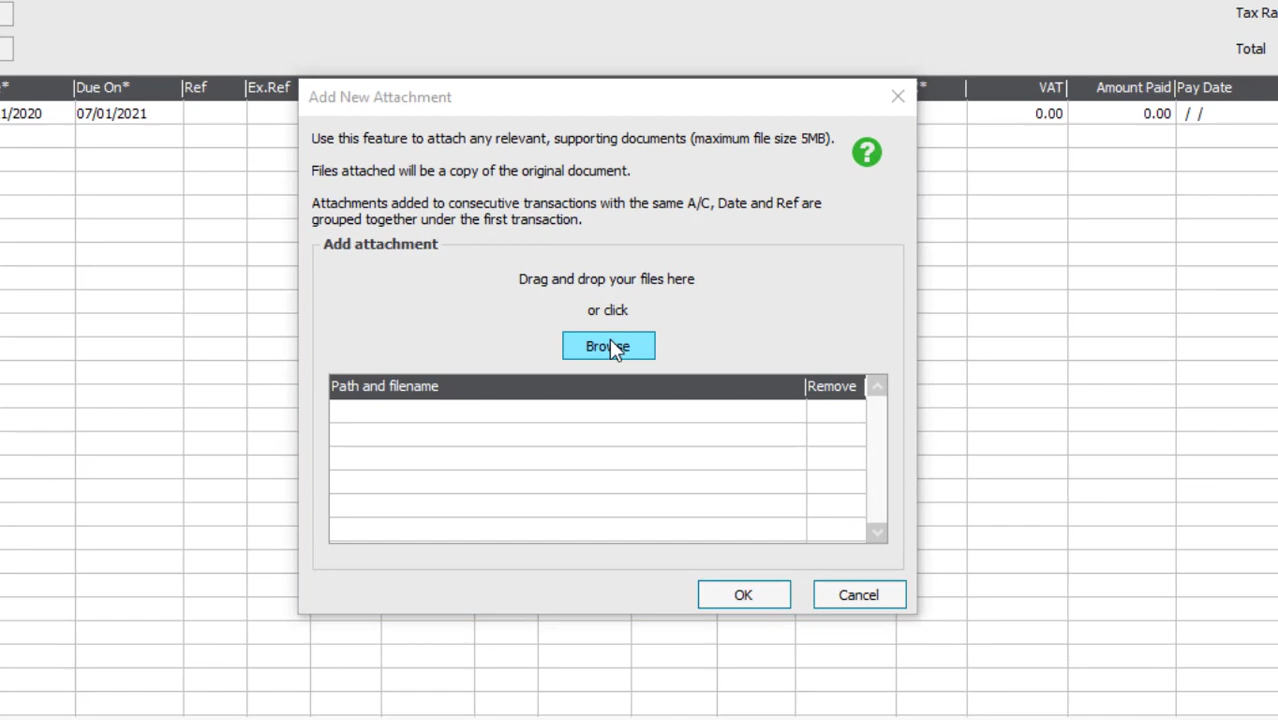 Tax Ra
Total
* Due On* Ref Ex.Ref * VAT Amount Paid Pay Date
1/2020 07/01/2021 0.00 0.00 / /
Add New Attachment
Use this feature to attach any relevant, supporting documents (maximum file size 5MB).
?
Files attached will be a copy of the original document.
Attachments added to consecutive transactions with the same A/C, Date and Ref are
grouped together under the first transaction.
Add attachment
Drag and drop your files here
or click
Browse
Path and filename Remove
OK Cancel